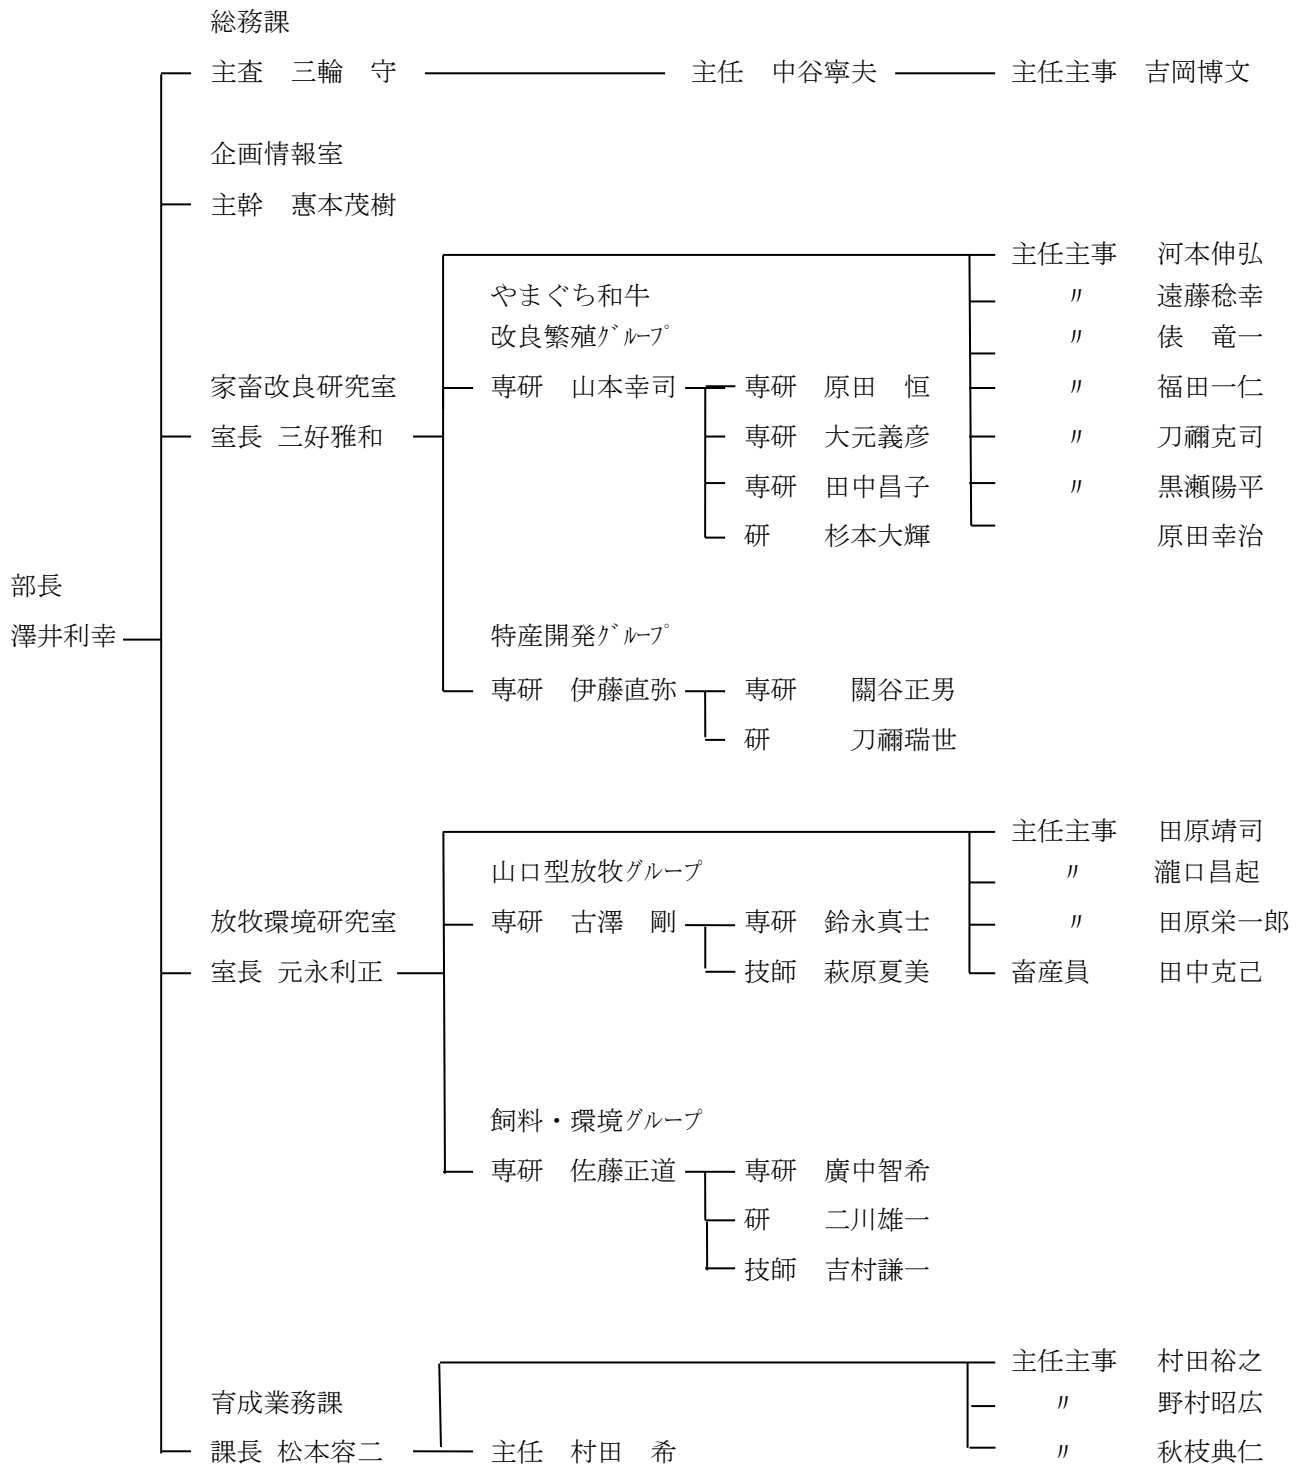 総務課
主査　三輪　守　主任　中谷寧夫　主任主事　吉岡博文
企画情報室
主幹　惠本茂樹
主任主事　河本伸弘
やまぐち和牛　〃　遠藤稔幸
改良繁殖ｸﾞﾙｰﾌﾟ　〃　俵　竜一
家畜改良研究室　専研　山本幸司　専研　原田　恒　〃　福田一仁
室長 三好雅和　専研　大元義彦　〃　刀禰克司
専研　田中昌子　〃　黒瀬陽平
研　杉本大輝　原田幸治
部長
澤井利幸　特産開発ｸﾞﾙｰﾌﾟ
専研　伊藤直弥　専研　關谷正男
研　刀禰瑞世
主任主事　田原靖司
山口型放牧グループ　〃　瀧口昌起
放牧環境研究室　専研　古澤　剛　専研　鈴永真士　〃　田原栄一郎
室長 元永利正　技師　萩原夏美　畜産員　田中克己
飼料・環境グループ
専研　佐藤正道　専研　廣中智希
研　二川雄一
技師　吉村謙一
主任主事　村田裕之
育成業務課　〃　野村昭広
課長 松本容二　主任　村田　希　〃　秋枝典仁